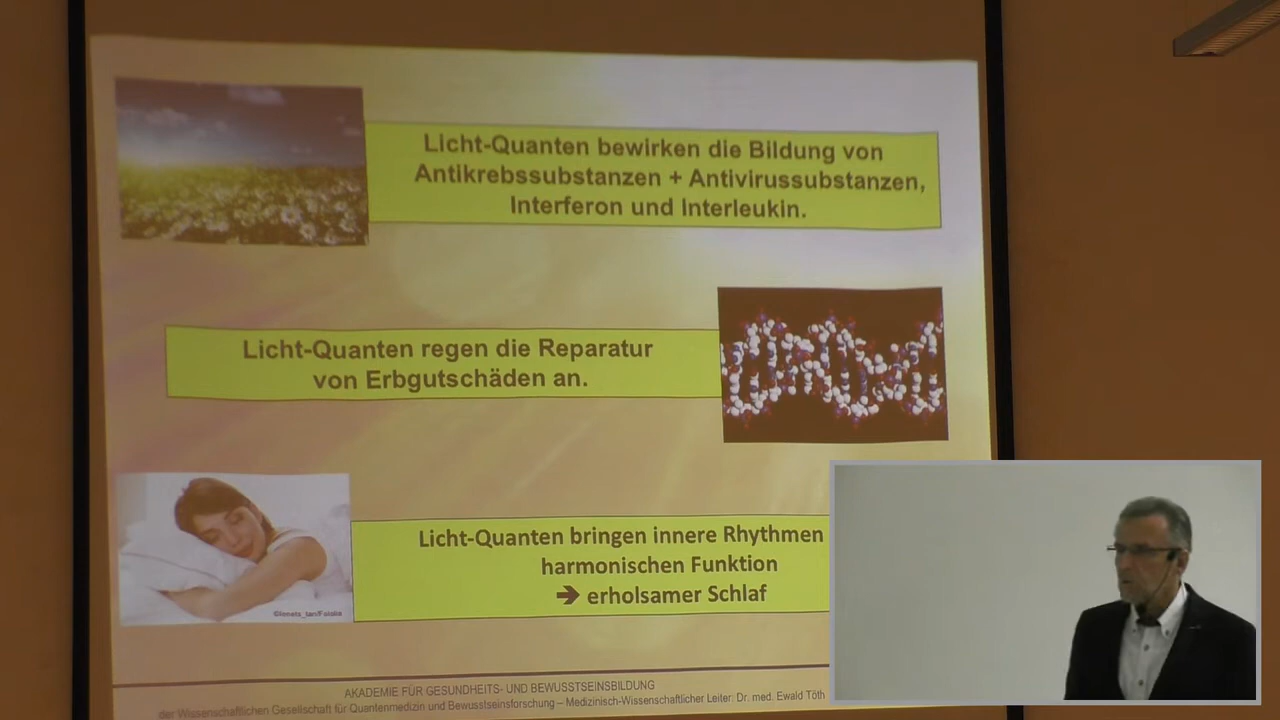 Licht-Quanten bewirken die Bildung von
Antikrebssubstanzen + Antivirussubstanzen,
Interferon und Interleukin.
Licht-Quanten regen die Reparatur
von Erbgutschäden an.
Licht-Quanten bringen innere Rhythmen
harmonischen Funktion
➔ erholsamer Schlaf
©lenets_tan/Fotolia
AKADEMIE FÜR GESUNDHEITS- UND BEWUSSTSEINSBILDUNG
der Wissenschaftlichen Gesellschaft für Quantenmedizin und Bewusstseinsforschung – Medizinisch-Wissenschaftlicher Leiter: Dr. med. Ewald Töth